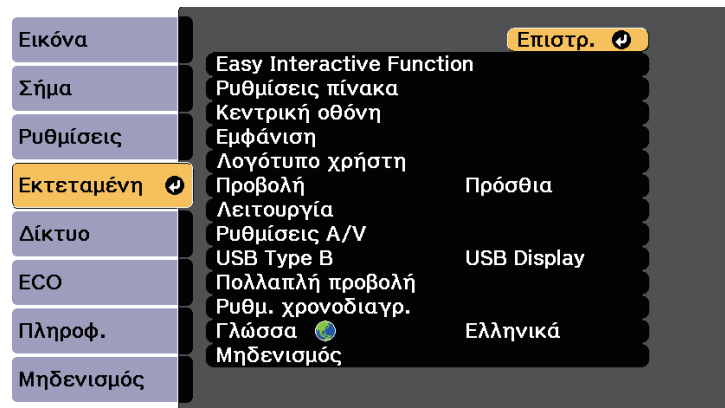 Εικόνα
Σήμα
Ρυθμίσεις
Εκτεταμένη
Δίκτυο
ECO
Πληροφ.
Μηδενισμός
Επιστρ.
Easy Interactive Function
Ρυθμίσεις πίνακα
Κεντρική οθόνη
Εμφάνιση
Λογότυπο χρήστη
Προβολή Πρόσθια
Λειτουργία
Ρυθμίσεις A/V
USB Type B USB Display
Πολλαπλή προβολή
Ρυθμ. χρονοδιαγρ.
Γλώσσα Ελληνικά
Μηδενισμός